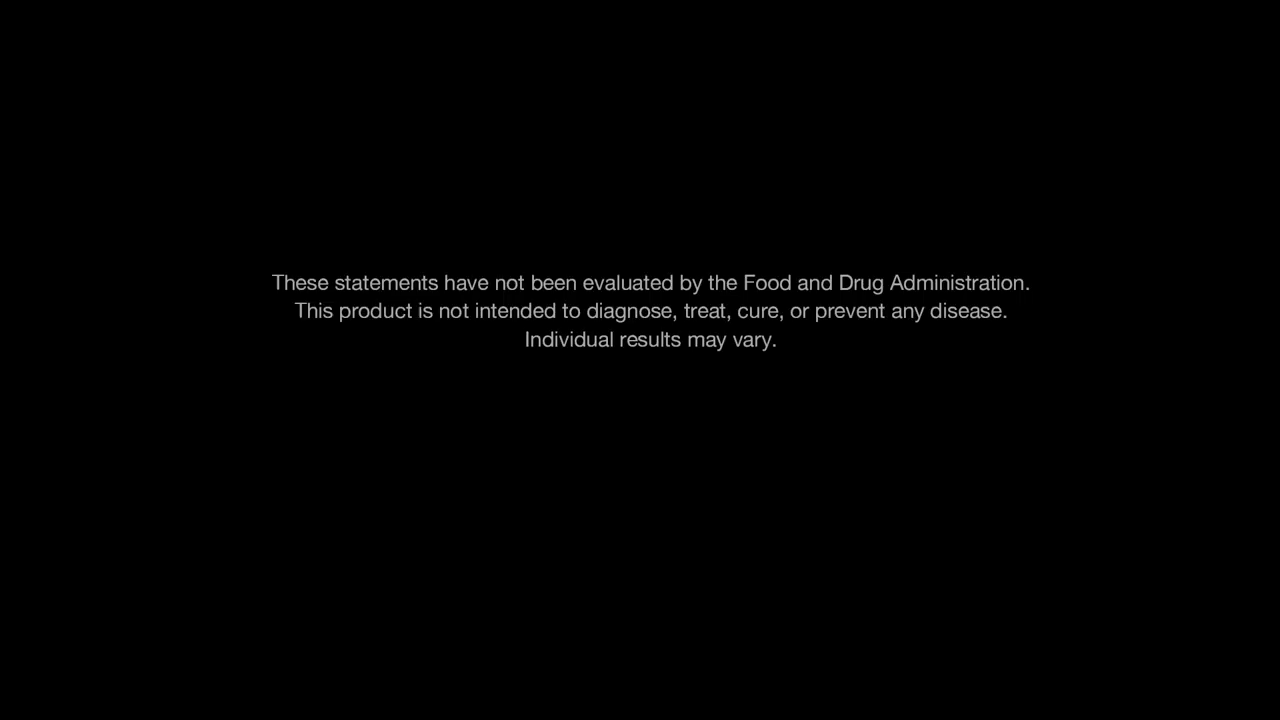 These statements have not been evaluated by the Food and Drug Administration.
This product is not intended to diagnose, treat, cure, or prevent any disease.
Individual results may vary.